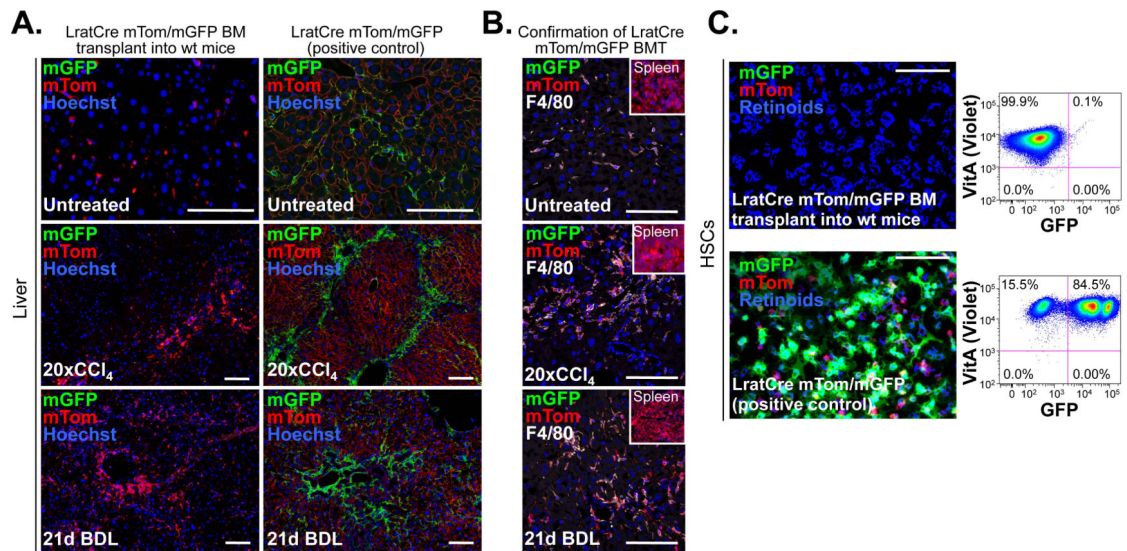 A.
LratCre mTom/mGFP BM
transplant into wt mice
LratCre mTom/mGFP
(positive control)
Liver
mGFP
mTom
Hoechst
Untreated
mGFP
mTom
Hoechst
Untreated
mGFP
mTom
Hoechst
20xCCl₄
mGFP
mTom
Hoechst
20xCCl₄
mGFP
mTom
Hoechst
21d BDL
mGFP
mTom
Hoechst
21d BDL
B.
Confirmation of LratCre
mTom/mGFP BMT
mGFP
mTom
F4/80
Spleen
Untreated
mGFP
mTom
F4/80
Spleen
20xCCl₄
mGFP
mTom
F4/80
Spleen
21d BDL
C.
HSCs
mGFP
mTom
Retinoids
LratCre mTom/mGFP BM
transplant into wt mice
VitA (Violet)
10⁵
10⁴
10³
10²
99.9%
0.1%
0.0%
0.00%
0 10² 10³ 10⁴ 10⁵
GFP
mGFP
mTom
Retinoids
LratCre mTom/mGFP
(positive control)
VitA (Violet)
10⁵
10⁴
10³
10²
15.5%
84.5%
0.0%
0.00%
0 10² 10³ 10⁴ 10⁵
GFP